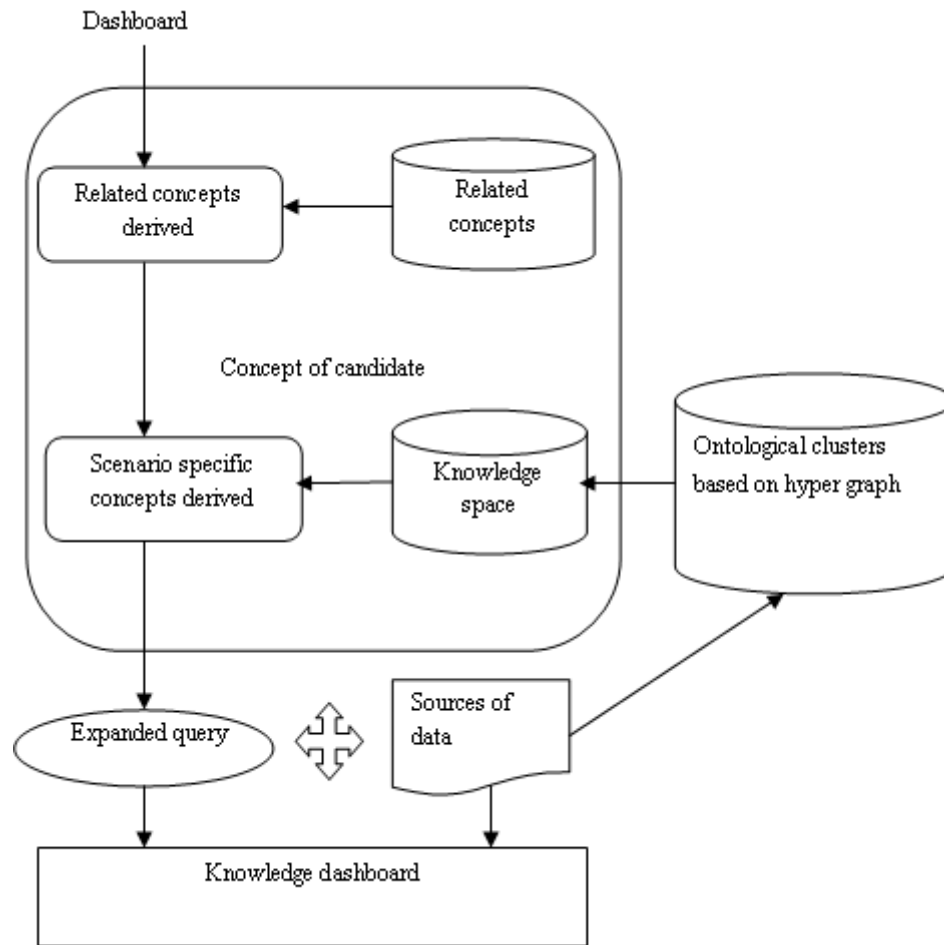 Dashboard
Related concepts
derived
Related
concepts
Concept of candidate
Scenario specific
concepts derived
Knowledge
space
Ontological clusters
based on hyper graph
Expanded query
Sources of
data
Knowledge dashboard